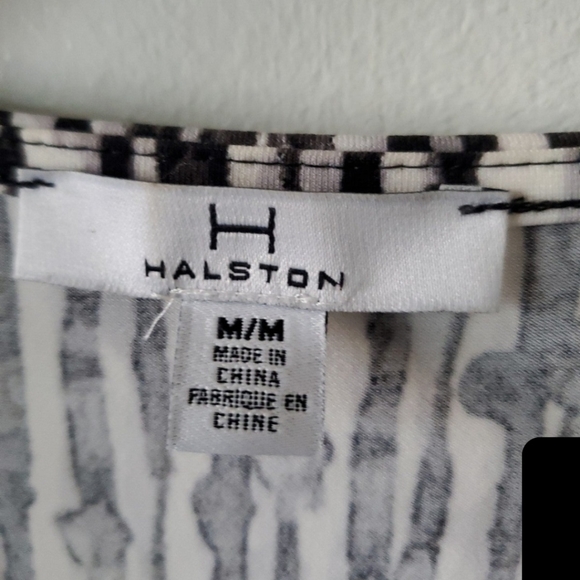 H
HALSTON
M/M
MADE IN
CHINA
FABRIQUE EN
CHINE